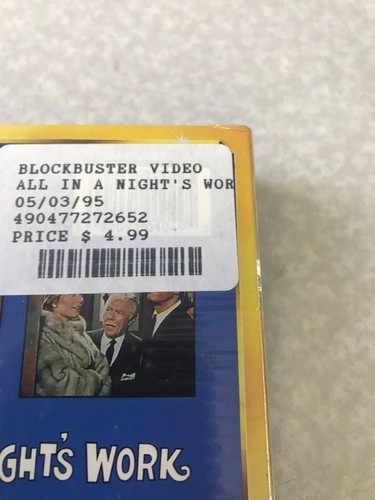 BLOCKBUSTER VIDEO
ALL IN A NIGHT'S WOR
05/03/95
490477272652
PRICE $ 4.99
GHT'S WORK